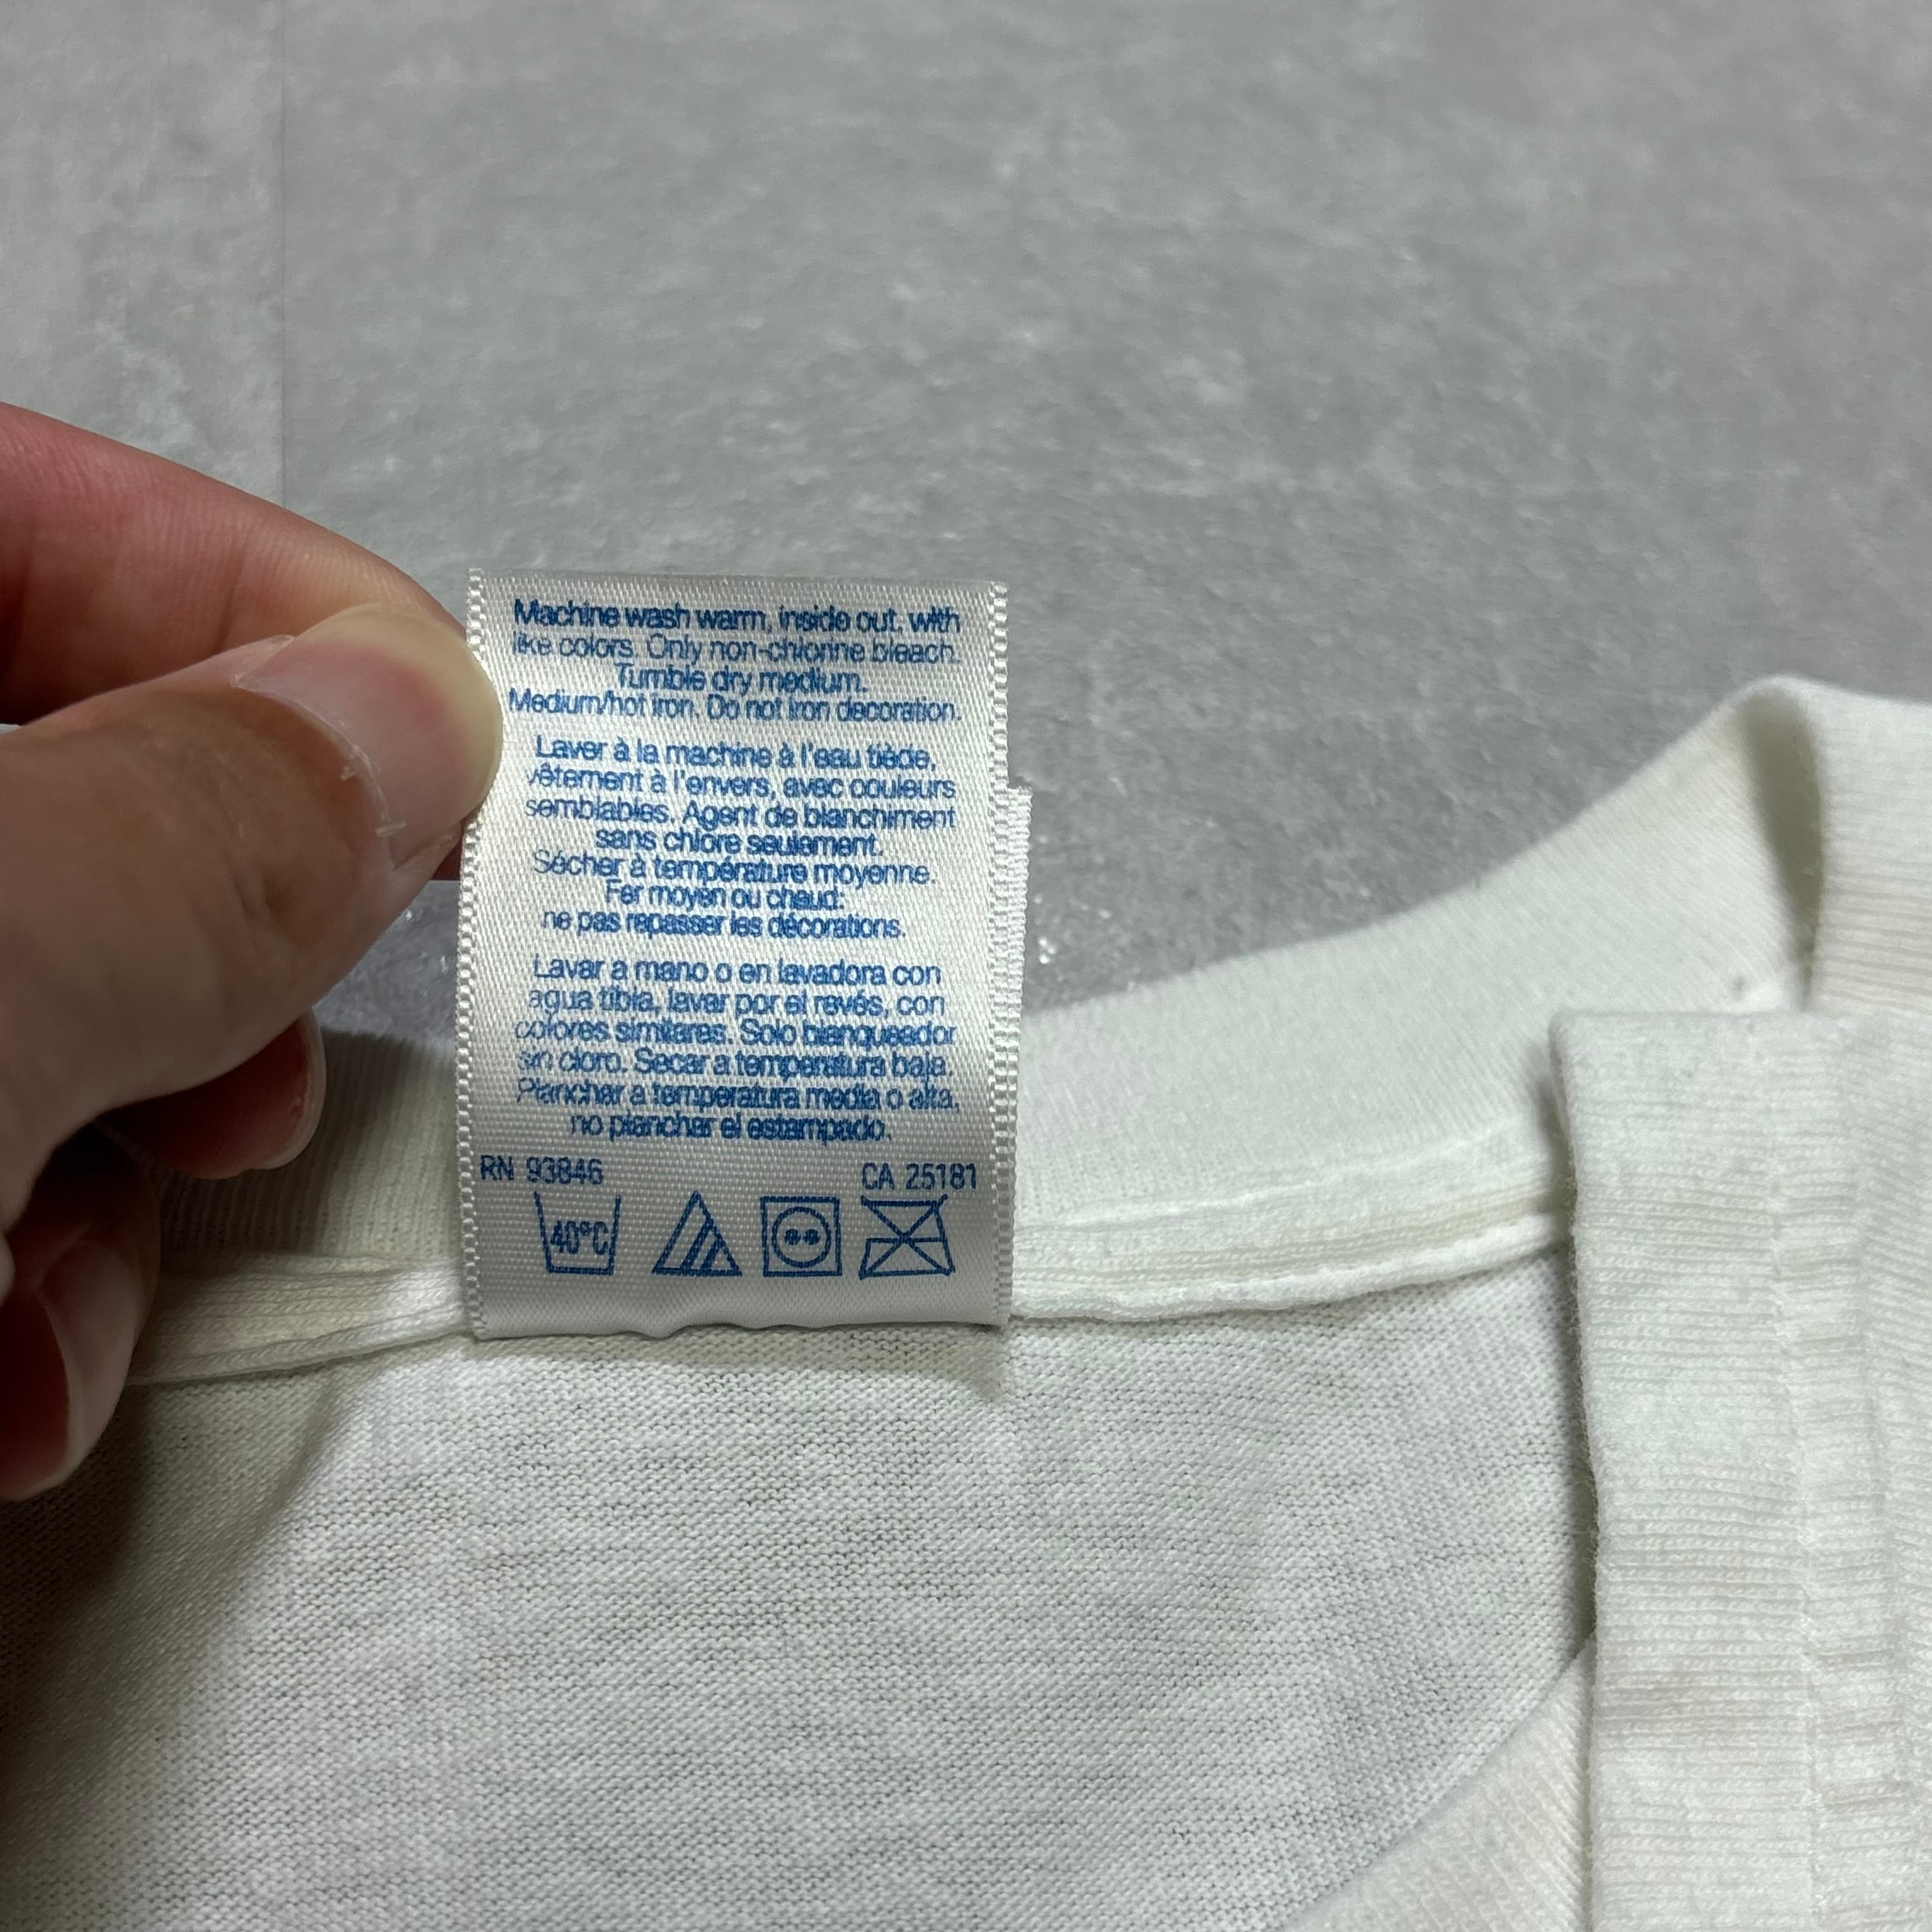 Machine wash warm, inside out, with
like colors. Only non-chlorine bleach.
Tumble dry medium.
Medium/hot iron. Do not iron decoration.
Laver à la machine à l'eau tiède,
vêtement à l'envers, avec couleurs
semblables. Agent de blanchiment
sans chlore seulement.
Sécher à température moyenne.
Fer moyen ou chaud:
ne pas repasser les décorations.
Lavar a mano o en lavadora con
agua tibia, lavar por el revés, con
colores similares. Solo blanqueador
sin cloro. Secar a temperatura baja.
Planchar a temperatura media o alta,
no planchar el estampado.
RN 93846 CA 25181
40°C